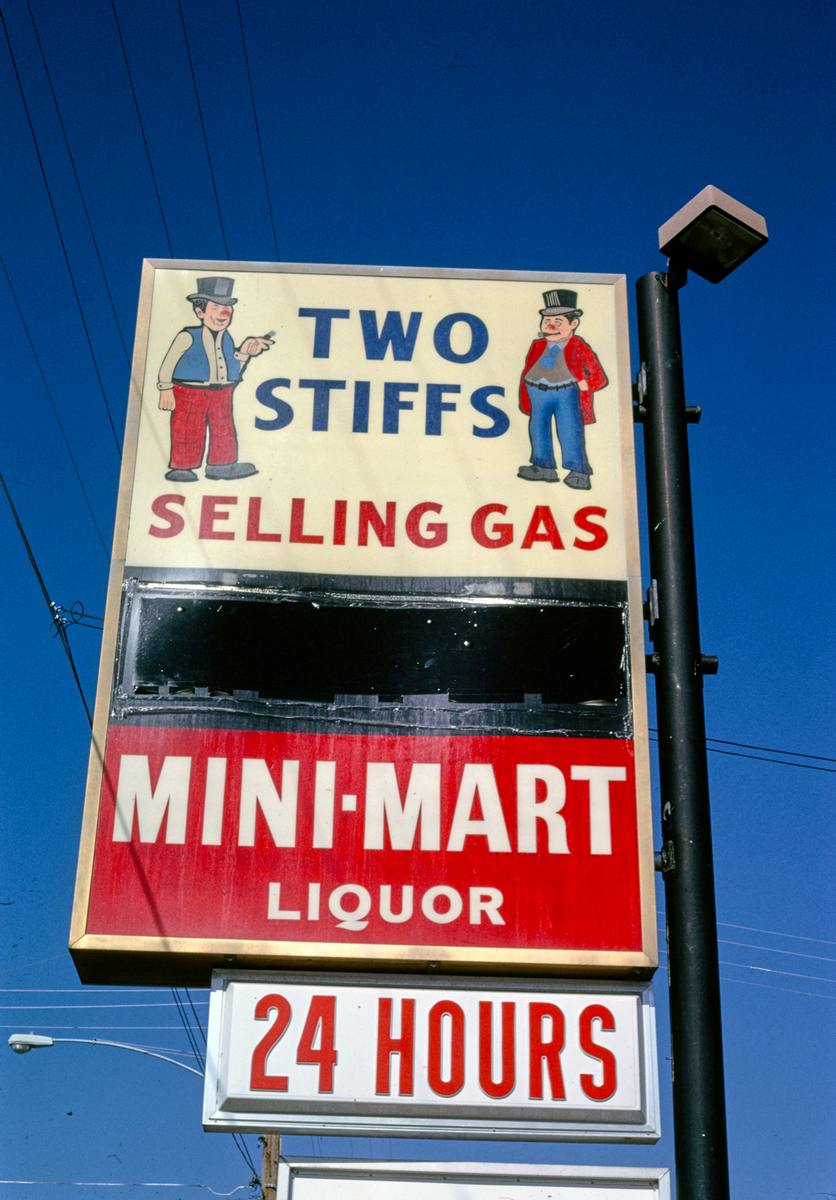 TWO
STIFFS
SELLING GAS
MINI-MART
LIQUOR
24 HOURS